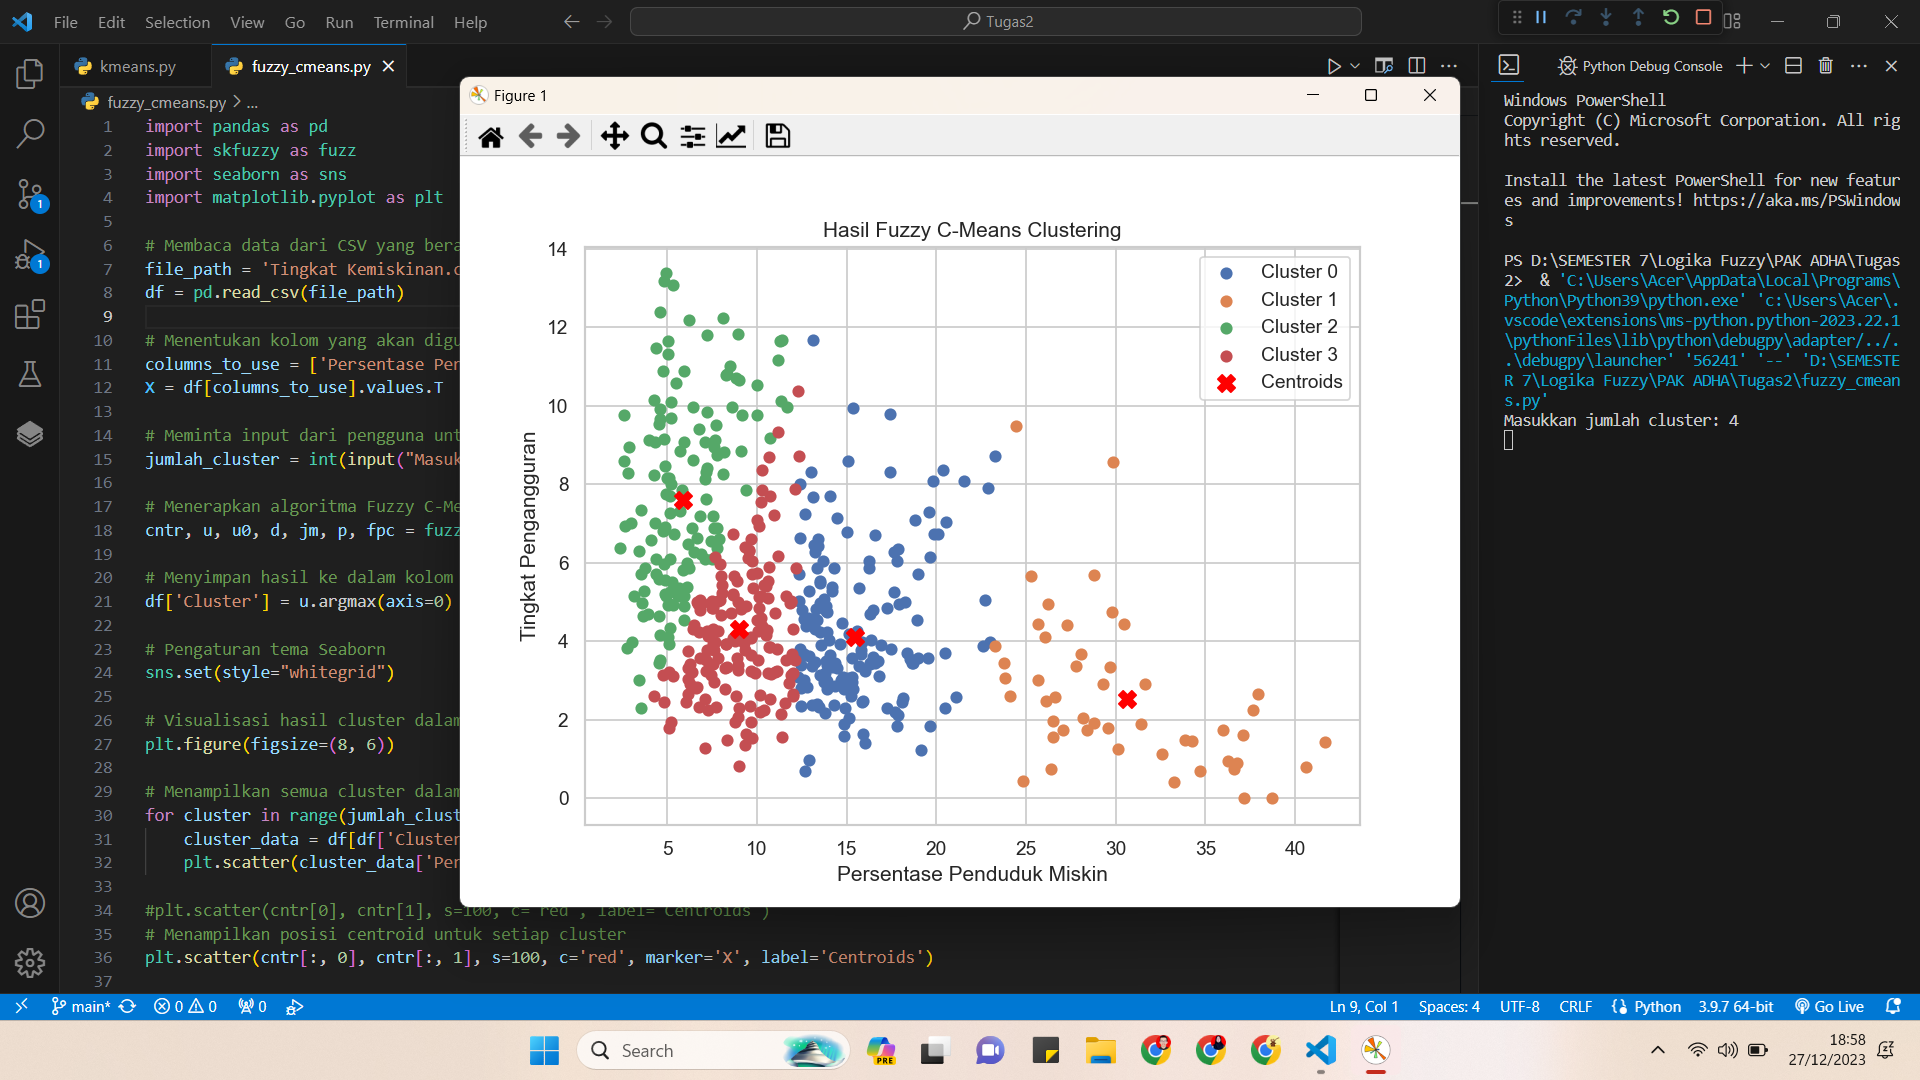 File Edit Selection View Go Run Terminal Help
Tugas2
kmeans.py
fuzzy_cmeans.py
fuzzy_cmeans.py > ...
1 import pandas as pd
2 import skfuzzy as fuzz
3 import seaborn as sns
4 import matplotlib.pyplot as plt
5
6 # Membaca data dari CSV yang bera
7 file_path = 'Tingkat Kemiskinan.c
8 df = pd.read_csv(file_path)
9
10 # Menentukan kolom yang akan digu
11 columns_to_use = ['Persentase Per
12 X = df[columns_to_use].values.T
13
14 # Meminta input dari pengguna unt
15 jumlah_cluster = int(input("Masuk
16
17 # Menerapkan algoritma Fuzzy C-Me
18 cntr, u, u0, d, jm, p, fpc = fuzz
19
20 # Menyimpan hasil ke dalam kolom
21 df['Cluster'] = u.argmax(axis=0)
22
23 # Pengaturan tema Seaborn
24 sns.set(style="whitegrid")
25
26 # Visualisasi hasil cluster dalam
27 plt.figure(figsize=(8, 6))
28
29 # Menampilkan semua cluster dalam
30 for cluster in range(jumlah_clust
31 cluster_data = df[df['Cluster
32 plt.scatter(cluster_data['Per
33
34 #plt.scatter(cntr[0], cntr[1], s=100, c='red', label='Centroids')
35 # Menampilkan posisi centroid untuk setiap cluster
36 plt.scatter(cntr[:, 0], cntr[:, 1], s=100, c='red', marker='X', label='Centroids')
37
Figure 1
Hasil Fuzzy C-Means Clustering
Cluster 0
Cluster 1
Cluster 2
Cluster 3
Centroids
Tingkat Pengangguran
14
12
10
8
6
4
2
0
5 10 15 20 25 30 35 40
Persentase Penduduk Miskin
Python Debug Console
Windows PowerShell
Copyright (C) Microsoft Corporation. All rig
hts reserved.
Install the latest PowerShell for new featur
es and improvements! https://aka.ms/PSWindow
s
PS D:\SEMESTER 7\Logika Fuzzy\PAK ADHA\Tugas
2> & 'C:\Users\Acer\AppData\Local\Programs\
Python\Python39\python.exe' 'c:\Users\Acer\.
vscode\extensions\ms-python.python-2023.22.1
\pythonFiles\lib\python\debugpy\adapter/../.
.\debugpy\launcher' '56241' '--' 'D:\SEMESTE
R 7\Logika Fuzzy\PAK ADHA\Tugas2\fuzzy_cmean
s.py'
Masukkan jumlah cluster: 4
1
1
main* 0 0 0
Ln 9, Col 1 Spaces: 4 UTF-8 CRLF Python 3.9.7 64-bit Go Live
Search
PRE
18:58
27/12/2023